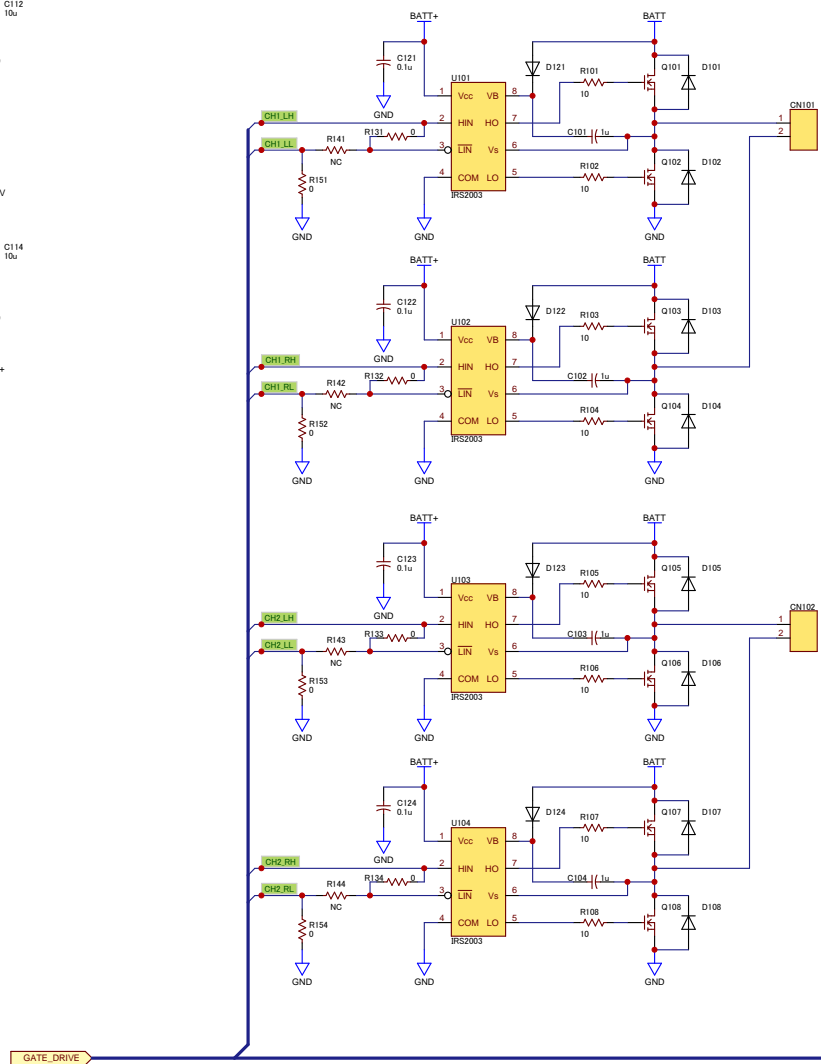 C112
10u
V
C114
10u
+
BATT+
BATT
C121
0.1u
GND
U101
D121
R101
10
Q101
D101
1 Vcc VB 8
2 HIN HO 7
3 LIN Vs 6
4 COM LO 5
IRS2003
CH1_LH
CH1_LL
R141
NC
R131 0
R151
0
C101 1u
R102
10
Q102
D102
CN101
1
2
GND
GND
GND
BATT+
BATT
C122
0.1u
GND
U102
D122
R103
10
Q103
D103
1 Vcc VB 8
2 HIN HO 7
3 LIN Vs 6
4 COM LO 5
IRS2003
CH1_RH
CH1_RL
R142
NC
R132 0
R152
0
C102 1u
R104
10
Q104
D104
GND
GND
GND
BATT+
BATT
C123
0.1u
GND
U103
D123
R105
10
Q105
D105
1 Vcc VB 8
2 HIN HO 7
3 LIN Vs 6
4 COM LO 5
IRS2003
CH2_LH
CH2_LL
R143
NC
R133 0
R153
0
C103 1u
R106
10
Q106
D106
CN102
1
2
GND
GND
GND
BATT+
BATT
C124
0.1u
GND
U104
D124
R107
10
Q107
D107
1 Vcc VB 8
2 HIN HO 7
3 LIN Vs 6
4 COM LO 5
IRS2003
CH2_RH
CH2_RL
R144
NC
R134 0
R154
0
C104 1u
R108
10
Q108
D108
GND
GND
GND
GATE_DRIVE